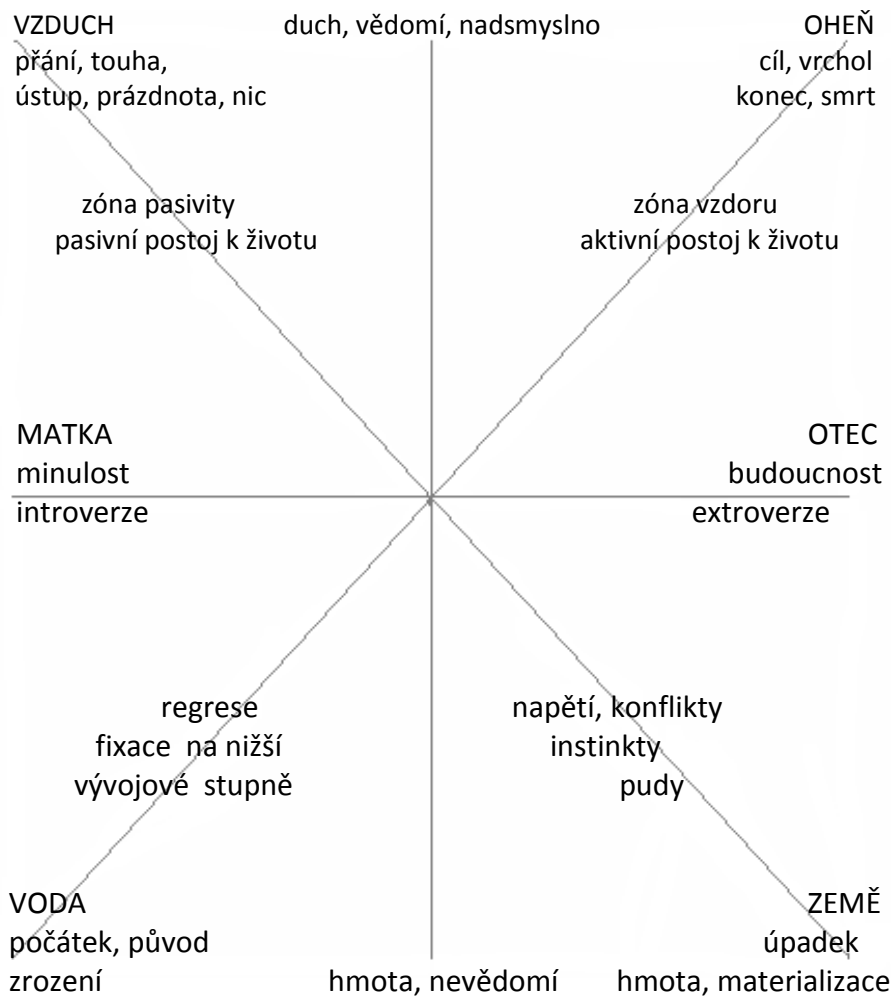 VZDUCH duch, vědomí, nadsmyslno OHEŇ
přání, touha, cíl, vrchol
ústup, prázdnota, nic konec, smrt
zóna pasivity zóna vzdoru
pasivní postoj k životu aktivní postoj k životu
MATKA OTEC
minulost budoucnost
introverze extroverze
regrese napětí, konflikty
fixace na nižší instinkty
vývojové stupně pudy
VODA ZEMĚ
počátek, původ úpadek
zrození hmota, nevědomí hmota, materializace